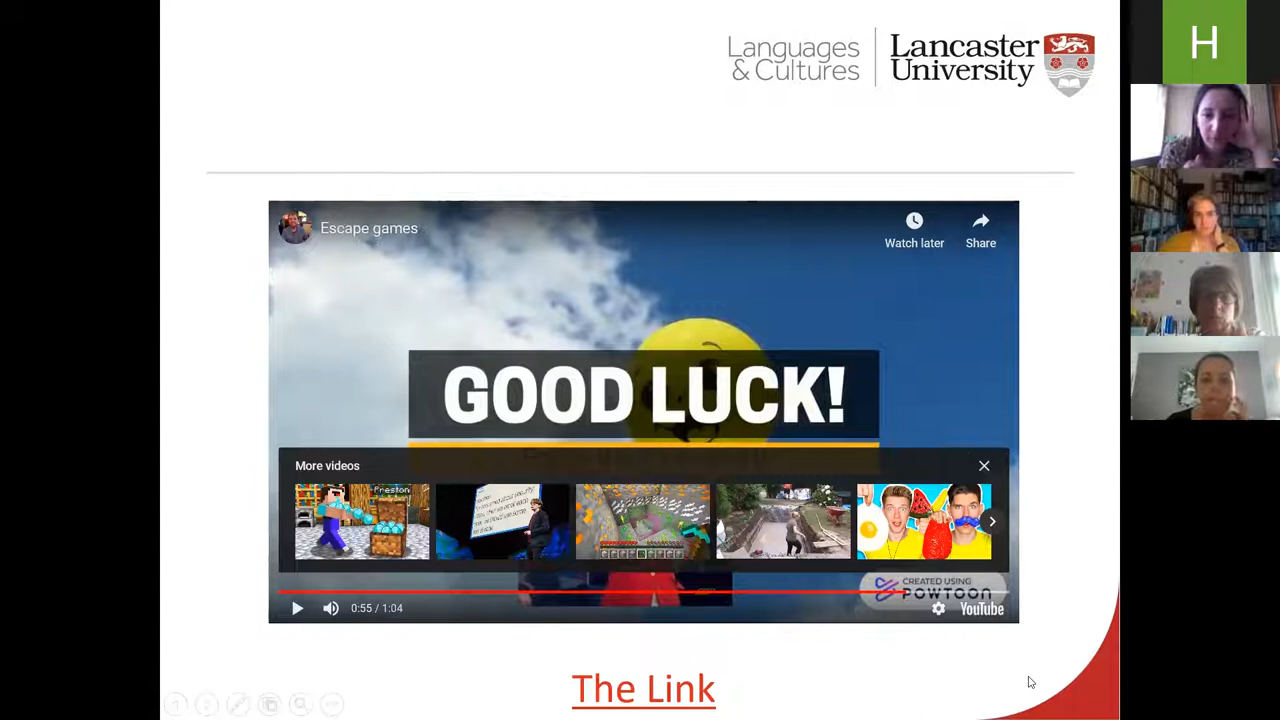 Languages
& Cultures
Lancaster
University
H
Escape games
Watch later
Share
GOOD LUCK!
More videos
Preston
CREATED USING
POWTOON
0:55 / 1:04
YouTube
The Link